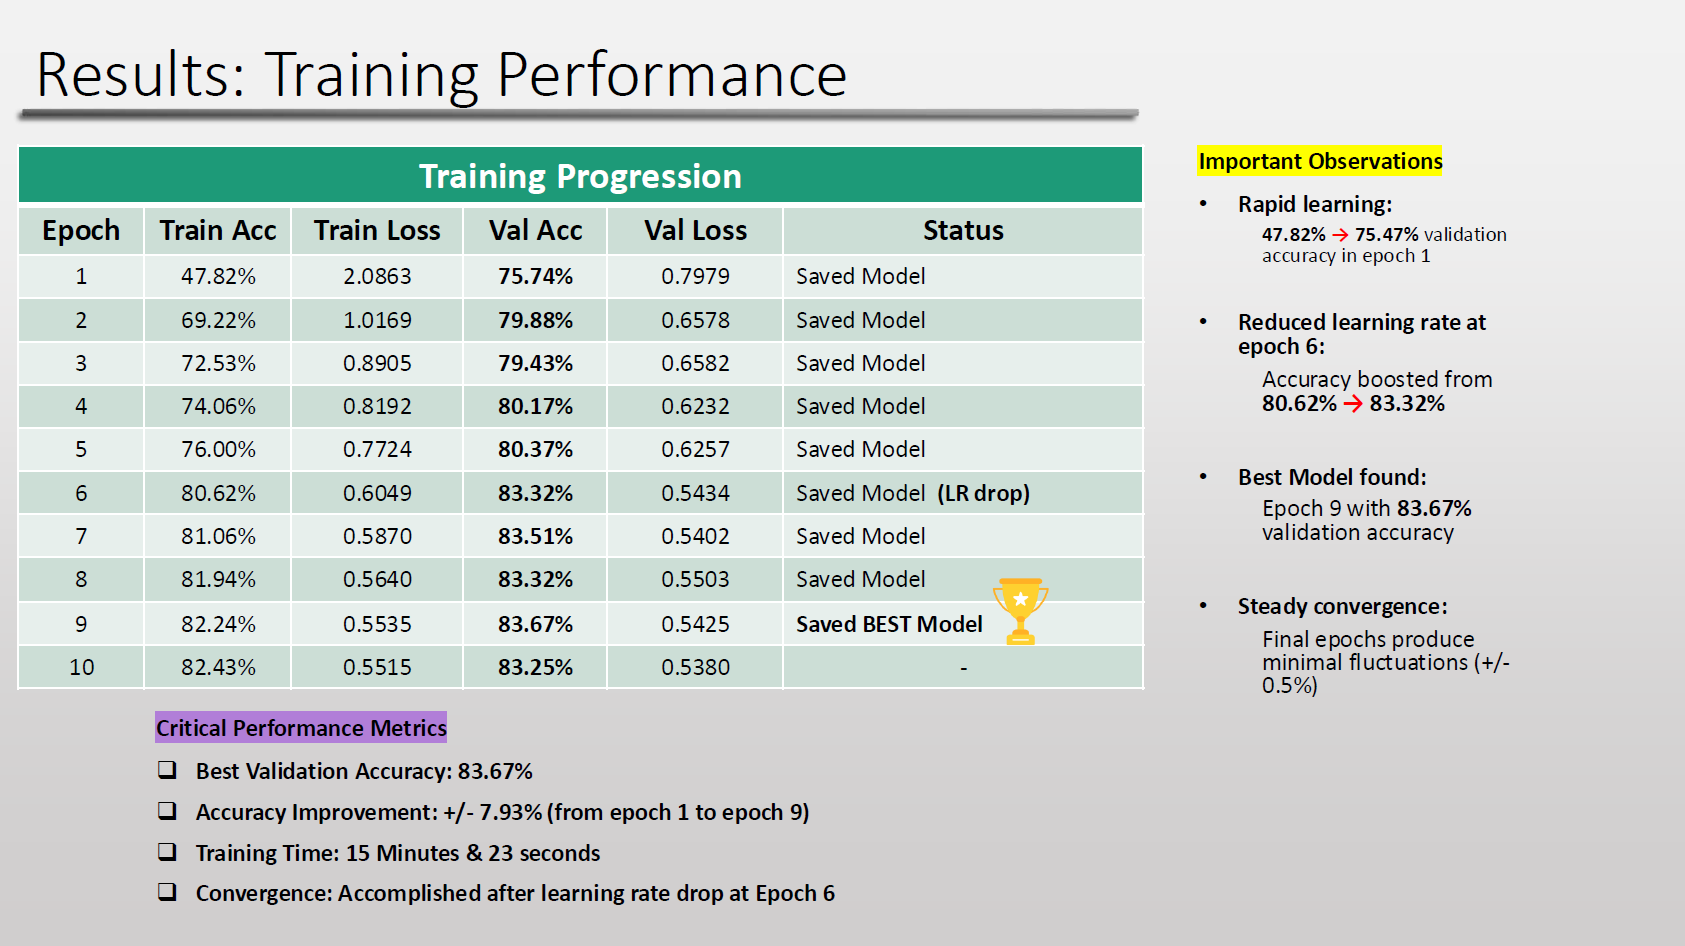 Results: Training Performance
Training Progression
Epoch Train Acc Train Loss Val Acc Val Loss Status
1 47.82% 2.0863 75.74% 0.7979 Saved Model
2 69.22% 1.0169 79.88% 0.6578 Saved Model
3 72.53% 0.8905 79.43% 0.6582 Saved Model
4 74.06% 0.8192 80.17% 0.6232 Saved Model
5 76.00% 0.7724 80.37% 0.6257 Saved Model
6 80.62% 0.6049 83.32% 0.5434 Saved Model (LR drop)
7 81.06% 0.5870 83.51% 0.5402 Saved Model
8 81.94% 0.5640 83.32% 0.5503 Saved Model
9 82.24% 0.5535 83.67% 0.5425 Saved BEST Model
10 82.43% 0.5515 83.25% 0.5380 -
Critical Performance Metrics
❑ Best Validation Accuracy: 83.67%
❑ Accuracy Improvement: +/- 7.93% (from epoch 1 to epoch 9)
❑ Training Time: 15 Minutes & 23 seconds
❑ Convergence: Accomplished after learning rate drop at Epoch 6
Important Observations
• Rapid learning:
47.82% → 75.47% validation
accuracy in epoch 1
• Reduced learning rate at
epoch 6:
Accuracy boosted from
80.62% → 83.32%
• Best Model found:
Epoch 9 with 83.67%
validation accuracy
• Steady convergence:
Final epochs produce
minimal fluctuations (+/-
0.5%)